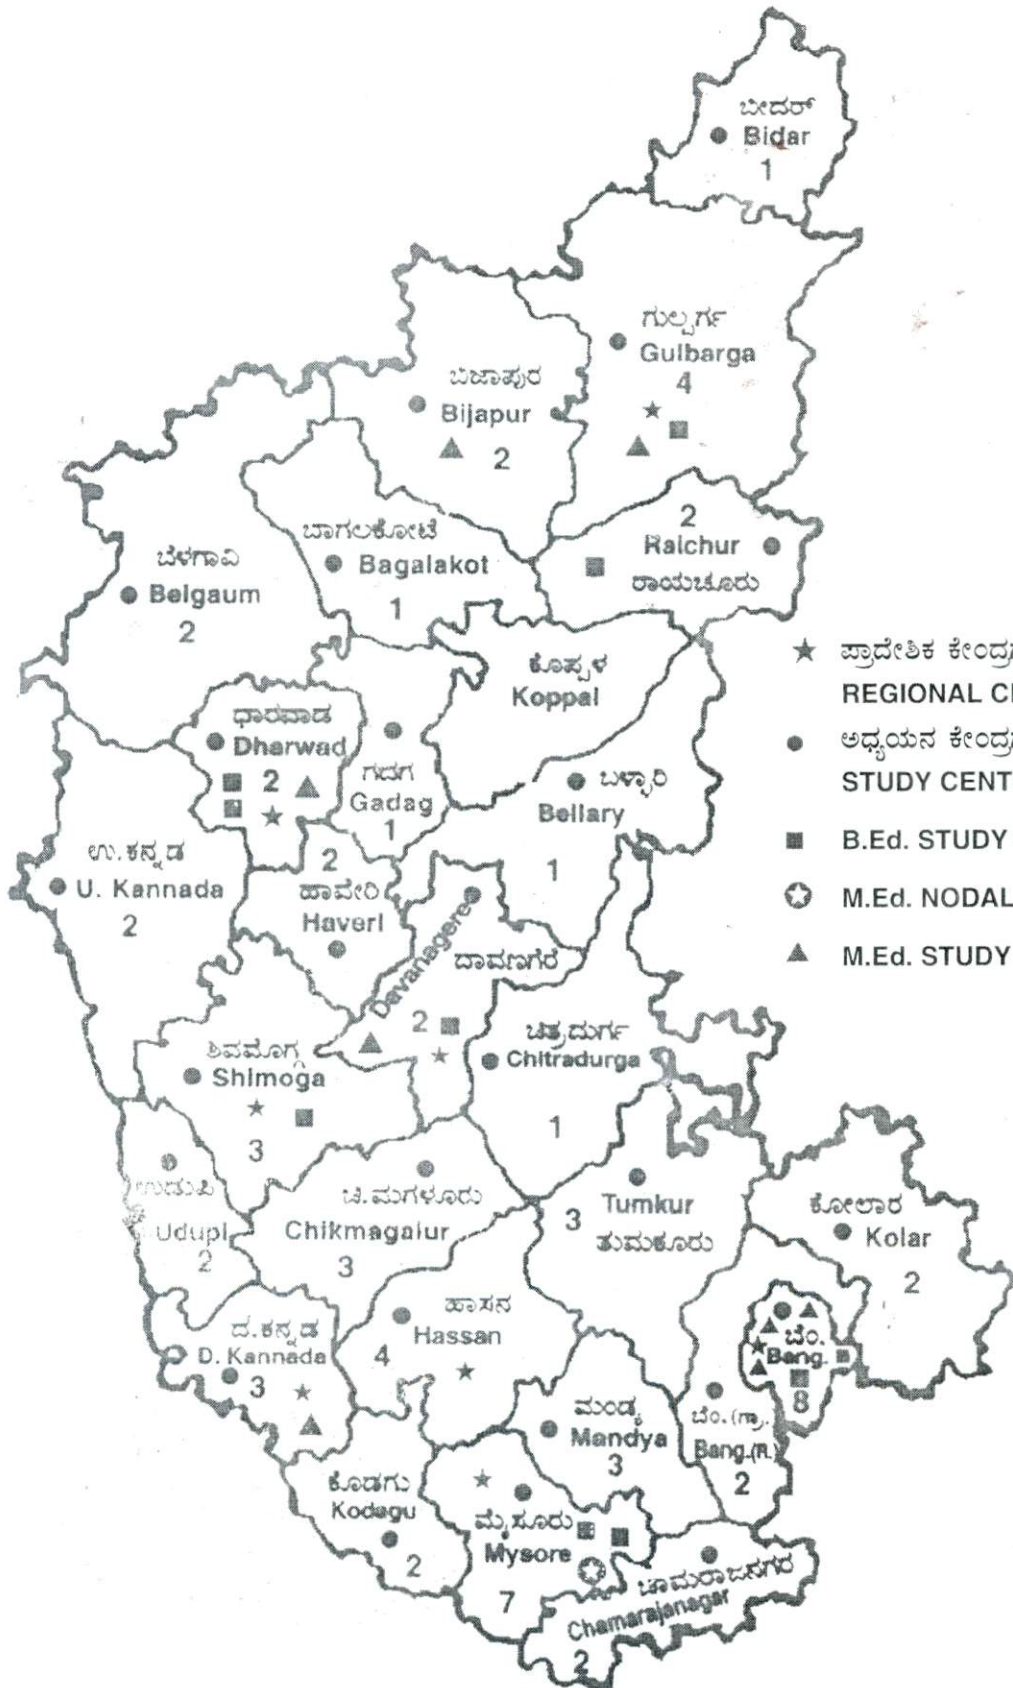 ಬೀದರ್
Bidar
1
ಗುಲ್ಬರ್ಗ
Gulbarga
4
ಬಿಜಾಪುರ
Bijapur
2
2
Raichur
ರಾಯಚೂರು
ಬಾಗಲಕೋಟೆ
Bagalakot
1
ಬೆಳಗಾವಿ
Belgaum
2
ಕೊಪ್ಪಳ
Koppal
ಪ್ರಾದೇಶಿಕ ಕೇಂದ್ರ
REGIONAL CE
ಅಧ್ಯಯನ ಕೇಂದ್ರ
STUDY CENT
B.Ed. STUDY
M.Ed. NODAL
M.Ed. STUDY
ಧಾರವಾಡ
Dharwad
2
ಗದಗ
Gadag
1
ಬಳ್ಳಾರಿ
Bellary
1
ಉ.ಕನ್ನಡ
U. Kannada
2
2
ಹಾವೇರಿ
Haveri
Davanagere
ದಾವಣಗೆರೆ
2
ಚಿತ್ರದುರ್ಗ
Chitradurga
1
ಶಿವಮೊಗ್ಗ
Shimoga
3
ಉಡುಪಿ
Udupi
2
ಚಿ.ಮಗಳೂರು
Chikmagalur
3
Tumkur
3
ತುಮಕೂರು
ಕೋಲಾರ
Kolar
2
ಹಾಸನ
Hassan
4
ಬೆಂ.
Bang.
8
ದ.ಕನ್ನಡ
D. Kannada
3
ಮಂಡ್ಯ
Mandya
3
ಬೆಂ.(ಗ್ರಾ.
Bang.(R.)
2
ಕೊಡಗು
Kodagu
2
ಮೈಸೂರು
Mysore
7
ಚಾಮರಾಜನಗರ
Chamarajanagar
2